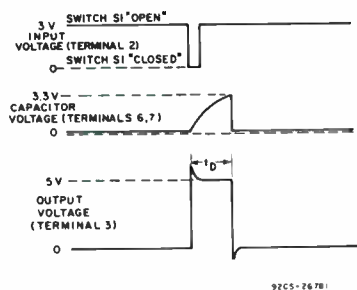 SWITCH S1 "OPEN"
3 V
INPUT
VOLTAGE (TERMINAL 2)
SWITCH S1 "CLOSED"
0
3.3 V
CAPACITOR
VOLTAGE (TERMINALS 6,7)
0
tD
5 V
OUTPUT
VOLTAGE
(TERMINAL 3)
0
92CS-26781